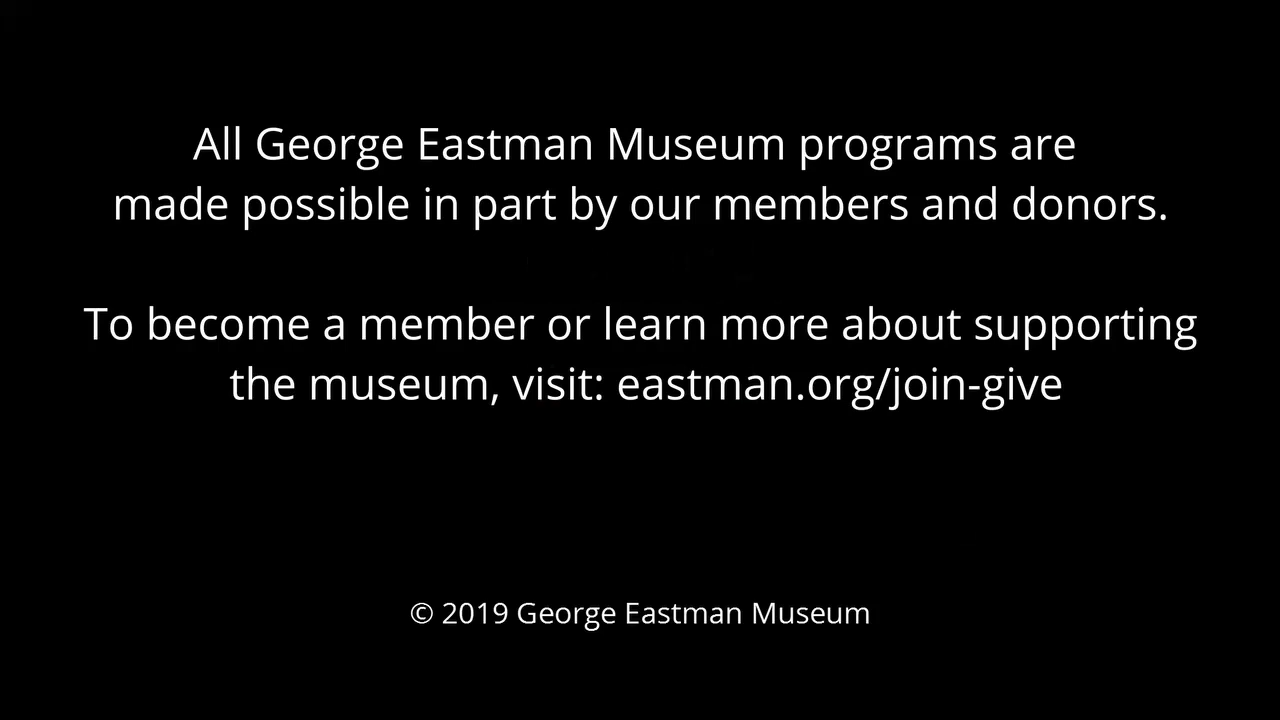 All George Eastman Museum programs are
made possible in part by our members and donors.
To become a member or learn more about supporting
the museum, visit: eastman.org/join-give
© 2019 George Eastman Museum